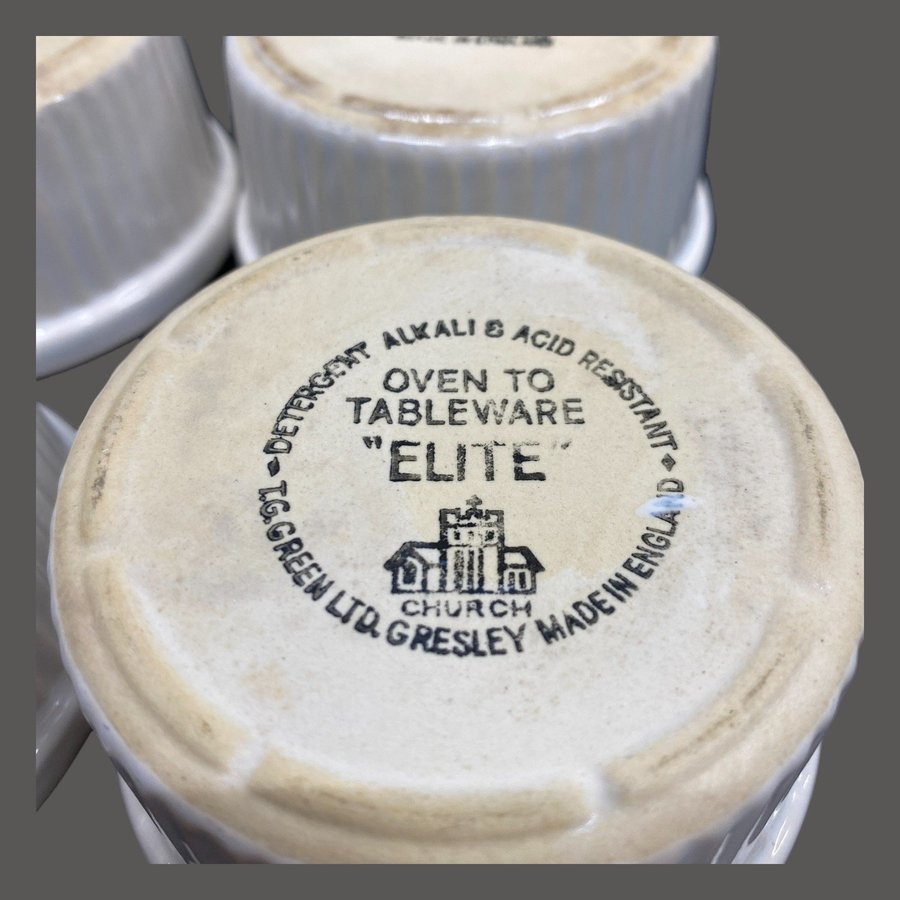 DETERGENT ALKALI & ACID RESISTANT
OVEN TO
TABLEWARE
"ELITE"
CHURCH
T.G.GREEN LTD. GRESLEY MADE IN ENGLAND